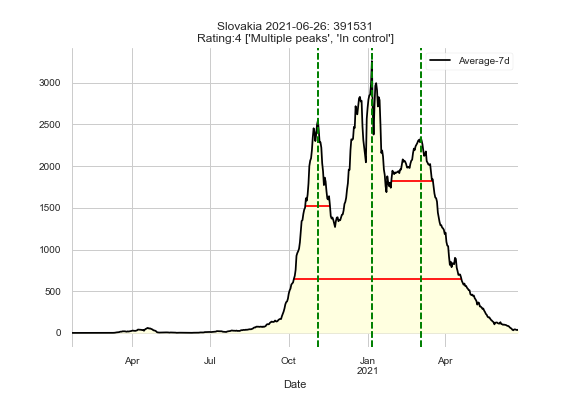 Slovakia 2021-06-26: 391531
Rating:4 ['Multiple peaks', 'In control']
Average-7d
3000
2500
2000
1500
1000
500
0
Apr
Jul
Oct
Jan
2021
Apr
Date